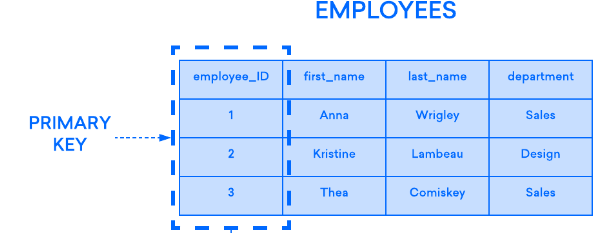 EMPLOYEES
employee_ID first_name last_name department
1 Anna Wrigley Sales
PRIMARY
KEY
2 Kristine Lambeau Design
3 Thea Comiskey Sales